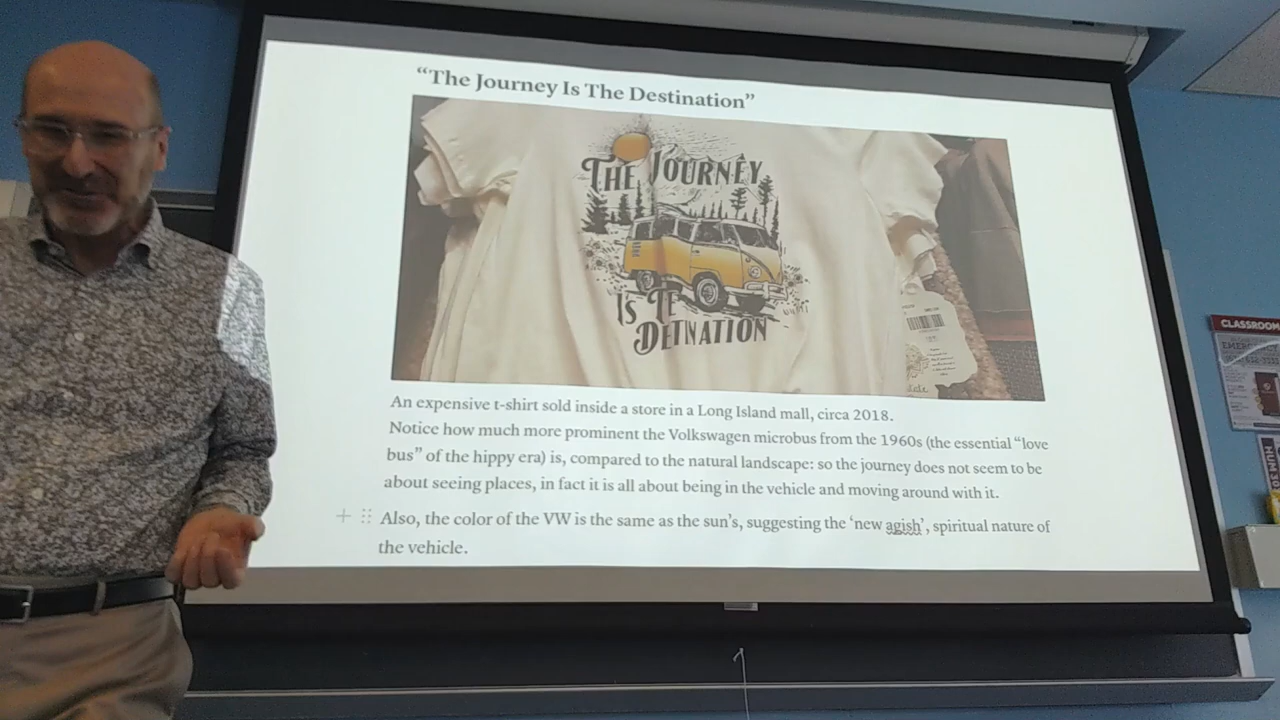 “The Journey Is The Destination”
THE JOURNEY
IS TE
DETINATION
An expensive t-shirt sold inside a store in a Long Island mall, circa 2018.
Notice how much more prominent the Volkswagen microbus from the 1960s (the essential “love
bus” of the hippy era) is, compared to the natural landscape: so the journey does not seem to be
about seeing places, in fact it is all about being in the vehicle and moving around with it.
Also, the color of the VW is the same as the sun’s, suggesting the ‘new agish’, spiritual nature of
the vehicle.
CLASSROOM